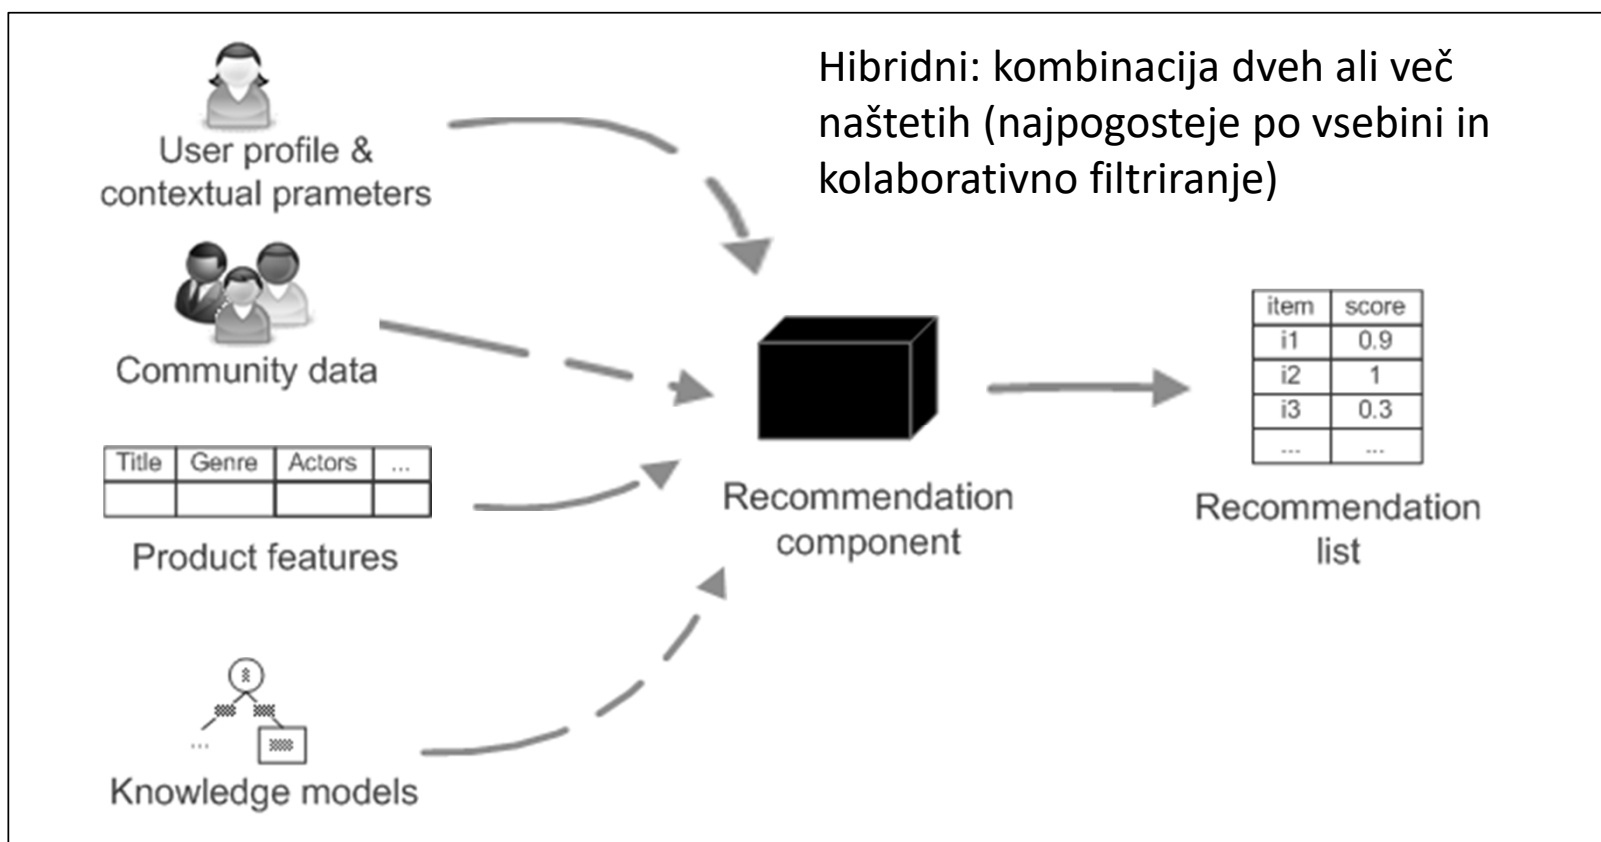 Hibridni: kombinacija dveh ali več
naštetih (najpogosteje po vsebini in
kolaborativno filtriranje)
User profile &
contextual prameters
Community data
Title Genre Actors ...
Product features
Knowledge models
...
Recommendation
component
item score
i1 0.9
i2 1
i3 0.3
... ...
Recommendation
list